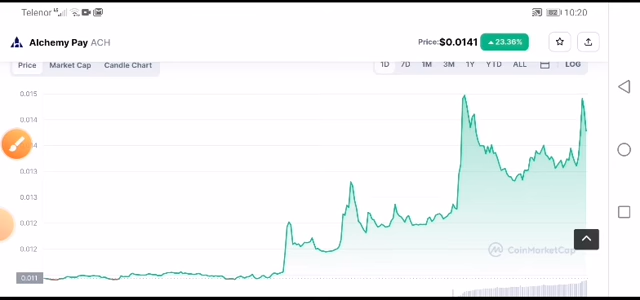 Telenor 10:20
Alchemy Pay ACH Price:$0.0141 23.36%
Price Market Cap Candle Chart 1D 7D 1M 3M 1Y YTD ALL LOG
0.015
0.014
0.013
0.013
0.012
0.012
CoinMarketCap
0.011